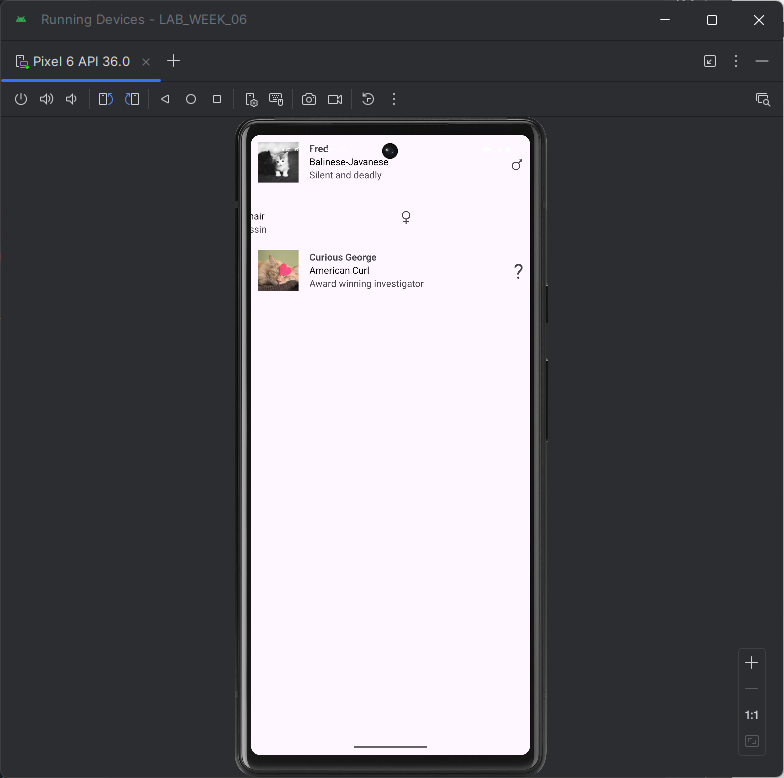 Running Devices - LAB_WEEK_06
Pixel 6 API 36.0
Fred
Balinese-Javanese
Silent and deadly
hair
ssin
Curious George
American Curl
Award winning investigator
?
1:1